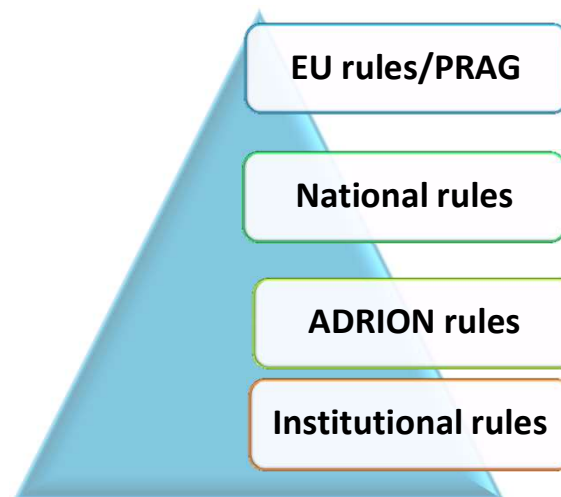 EU rules/PRAG
National rules
ADRION rules
Institutional rules